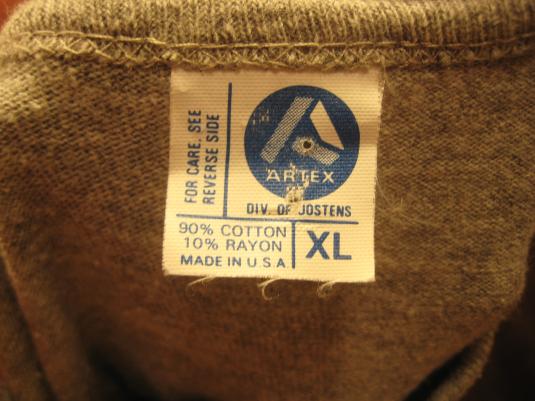 FOR CARE, SEE
REVERSE SIDE
ARTEX
DIV. OF JOSTENS
90% COTTON
10% RAYON
MADE IN U.S.A.
XL